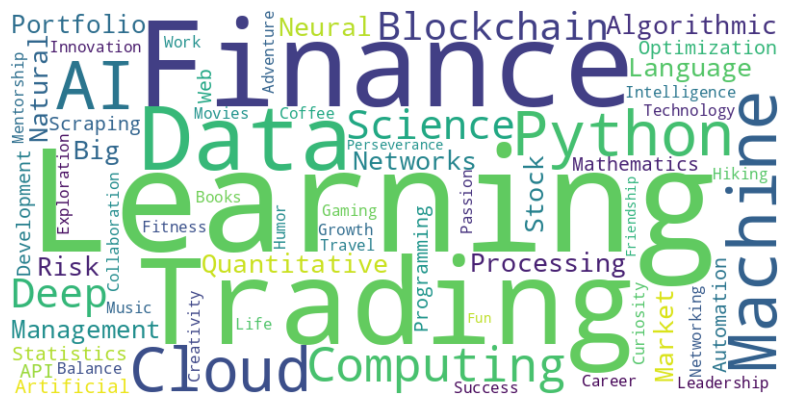 Portfolio
Innovation
Work
Finance
Adventure
Neural
Blockchain
Algorithmic
Optimization
Language
Intelligence
Technology
Mentorship
Natural
AI
Scraping
Web
Movies
Coffee
Data
Science
Python
Perseverance
Networks
Big
Mathematics
Stock
Machine
Hiking
Development
Exploration
Collaboration
Learning
Books
Fitness
Humor
Gaming
Growth
Travel
Passion
Friendship
Risk
Quantitative
Programming
Processing
Deep
Music
Trading
Management
Creativity
Life
Fun
Curiosity
Market
Networking
Automation
Statistics
API
Balance
Artificial
Cloud
Computing
Success
Career
Leadership